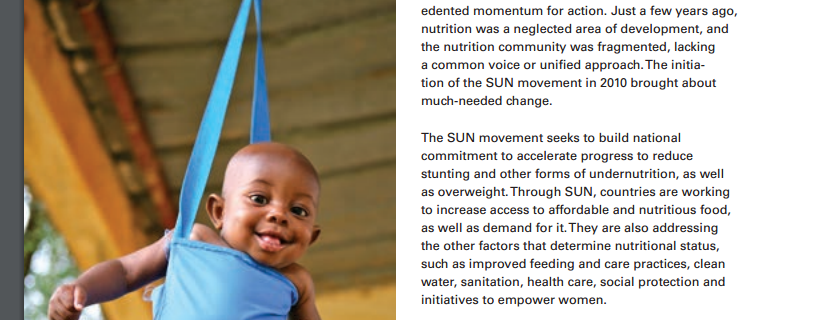 edented momentum for action. Just a few years ago,
nutrition was a neglected area of development, and
the nutrition community was fragmented, lacking
a common voice or unified approach. The initia-
tion of the SUN movement in 2010 brought about
much-needed change.
The SUN movement seeks to build national
commitment to accelerate progress to reduce
stunting and other forms of undernutrition, as well
as overweight. Through SUN, countries are working
to increase access to affordable and nutritious food,
as well as demand for it. They are also addressing
the other factors that determine nutritional status,
such as improved feeding and care practices, clean
water, sanitation, health care, social protection and
initiatives to empower women.